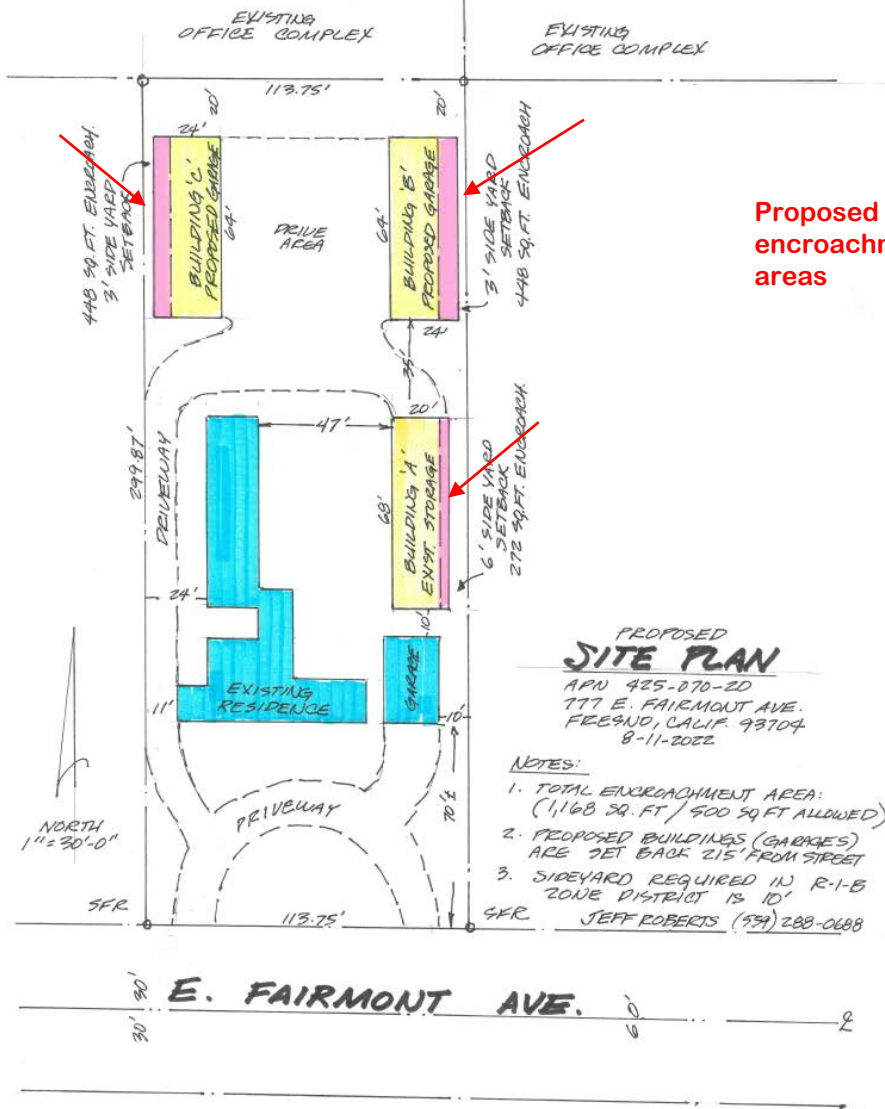 EXISTING
OFFICE COMPLEX
EXISTING
OFFICE COMPLEX
113.75'
20'
20'
24'
448 SQ.FT. ENCROACH.
3' SIDE YARD
SETBACK
BUILDING 'C'
PROPOSED GARAGE
64'
DRIVE
AREA
64'
BUILDING 'B'
PROPOSED GARAGE
3' SIDE YARD
SETBACK
448 SQ.FT. ENCROACH
Proposed
encroachm
areas
24'
35'
20'
47'
299.87'
DRIVEWAY
68'
BUILDING 'A'
EXIST. STORAGE
6' SIDE YARD
SETBACK
272 SQ.FT. ENCROACH.
24'
10'
GARAGE
EXISTING
RESIDENCE
11'
10'
70'±
DRIVEWAY
NORTH
1"=30'-0"
PROPOSED
SITE PLAN
APN 425-070-20
777 E. FAIRMONT AVE.
FRESNO, CALIF. 93704
8-11-2022
NOTES:
1. TOTAL ENCROACHMENT AREA:
(1,168 SQ.FT / 500 SQ FT ALLOWED)
2. PROPOSED BUILDINGS (GARAGES)
ARE SET BACK 215' FROM STREET
3. SIDEYARD REQUIRED IN R-1-B
ZONE DISTRICT IS 10'
JEFF ROBERTS (559) 288-0688
SFR
113.75'
SFR
30' 30'
E. FAIRMONT AVE.
60'